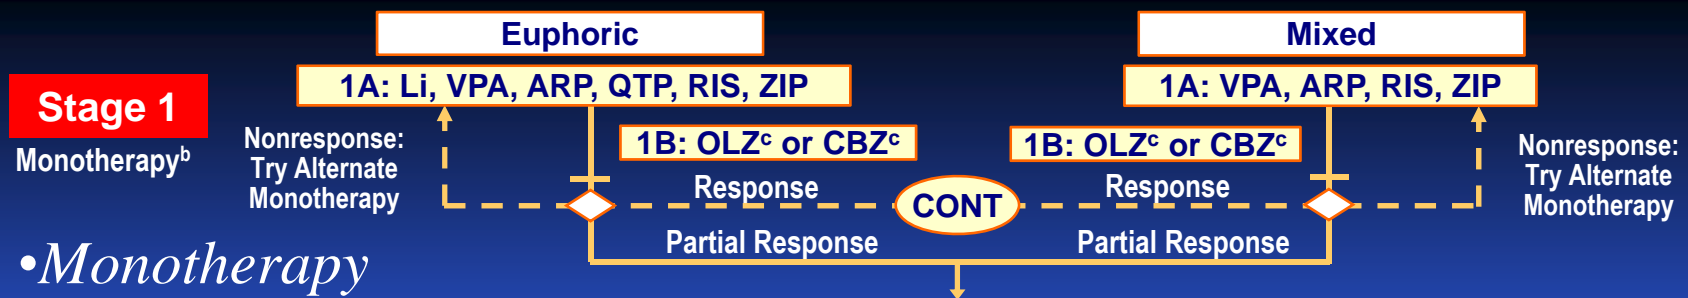 Euphoric
Mixed
1A: Li, VPA, ARP, QTP, RIS, ZIP
1A: VPA, ARP, RIS, ZIP
Stage 1
Monotherapyᵇ
Nonresponse:
Try Alternate
Monotherapy
1B: OLZᶜ or CBZᶜ
1B: OLZᶜ or CBZᶜ
Nonresponse:
Try Alternate
Monotherapy
Response
CONT
Response
Partial Response
Partial Response
•Monotherapy